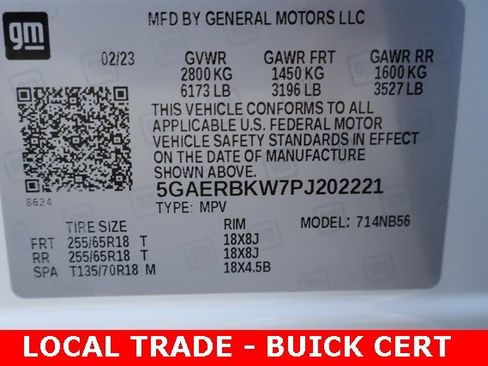 gm
MFD BY GENERAL MOTORS LLC
02/23 GVWR GAWR FRT GAWR RR
2800 KG 1450 KG 1600 KG
6173 LB 3196 LB 3527 LB
THIS VEHICLE CONFORMS TO ALL
APPLICABLE U.S. FEDERAL MOTOR
VEHICLE SAFETY STANDARDS IN EFFECT
ON THE DATE OF MANUFACTURE
SHOWN ABOVE.
5GAERBKW7PJ202221
8624
TYPE: MPV MODEL: 714NB56
TIRE SIZE RIM
FRT 255/65R18 T 18X8J
RR 255/65R18 T 18X8J
SPA T135/70R18 M 18X4.5B
LOCAL TRADE - BUICK CERT